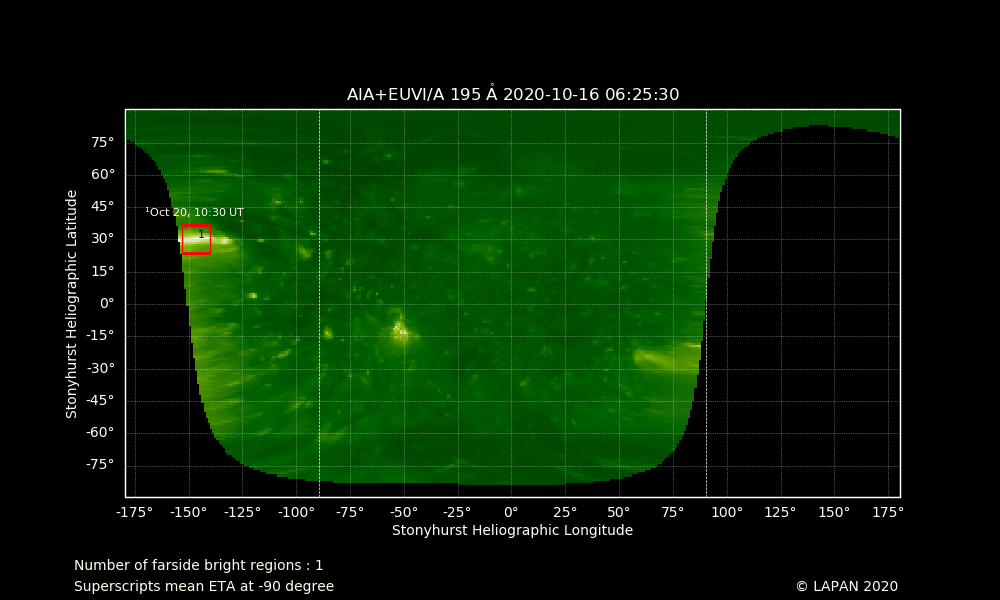 AIA+EUVI/A 195 Å 2020-10-16 06:25:30
75°
60°
45°
¹Oct 20, 10:30 UT
1
30°
15°
0°
-15°
-30°
-45°
-60°
-75°
Stonyhurst Heliographic Latitude
-175° -150° -125° -100° -75° -50° -25° 0° 25° 50° 75° 100° 125° 150° 175°
Stonyhurst Heliographic Longitude
Number of farside bright regions : 1
Superscripts mean ETA at -90 degree
© LAPAN 2020